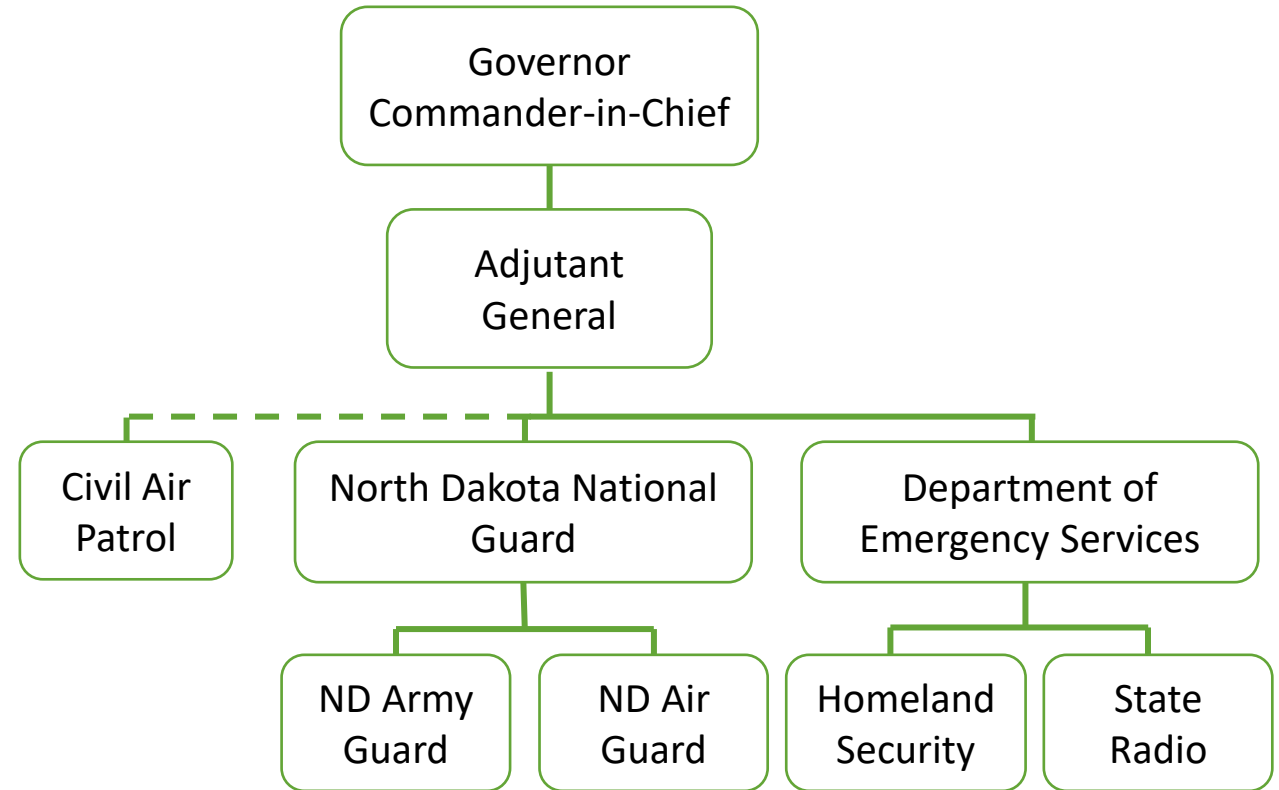 Governor
Commander-in-Chief
Adjutant
General
Civil Air
Patrol
North Dakota National
Guard
Department of
Emergency Services
ND Army
Guard
ND Air
Guard
Homeland
Security
State
Radio